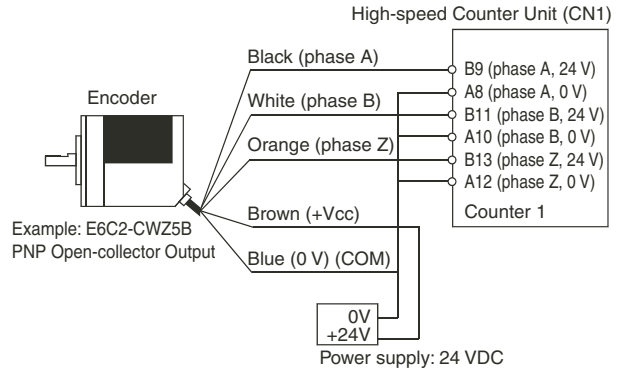 High-speed Counter Unit (CN1)
Black (phase A)
B9 (phase A, 24 V)
Encoder
A8 (phase A, 0 V)
White (phase B)
B11 (phase B, 24 V)
A10 (phase B, 0 V)
Orange (phase Z)
B13 (phase Z, 24 V)
A12 (phase Z, 0 V)
Brown (+Vcc)
Counter 1
Example: E6C2-CWZ5B
PNP Open-collector Output
Blue (0 V) (COM)
0V
+24V
Power supply: 24 VDC